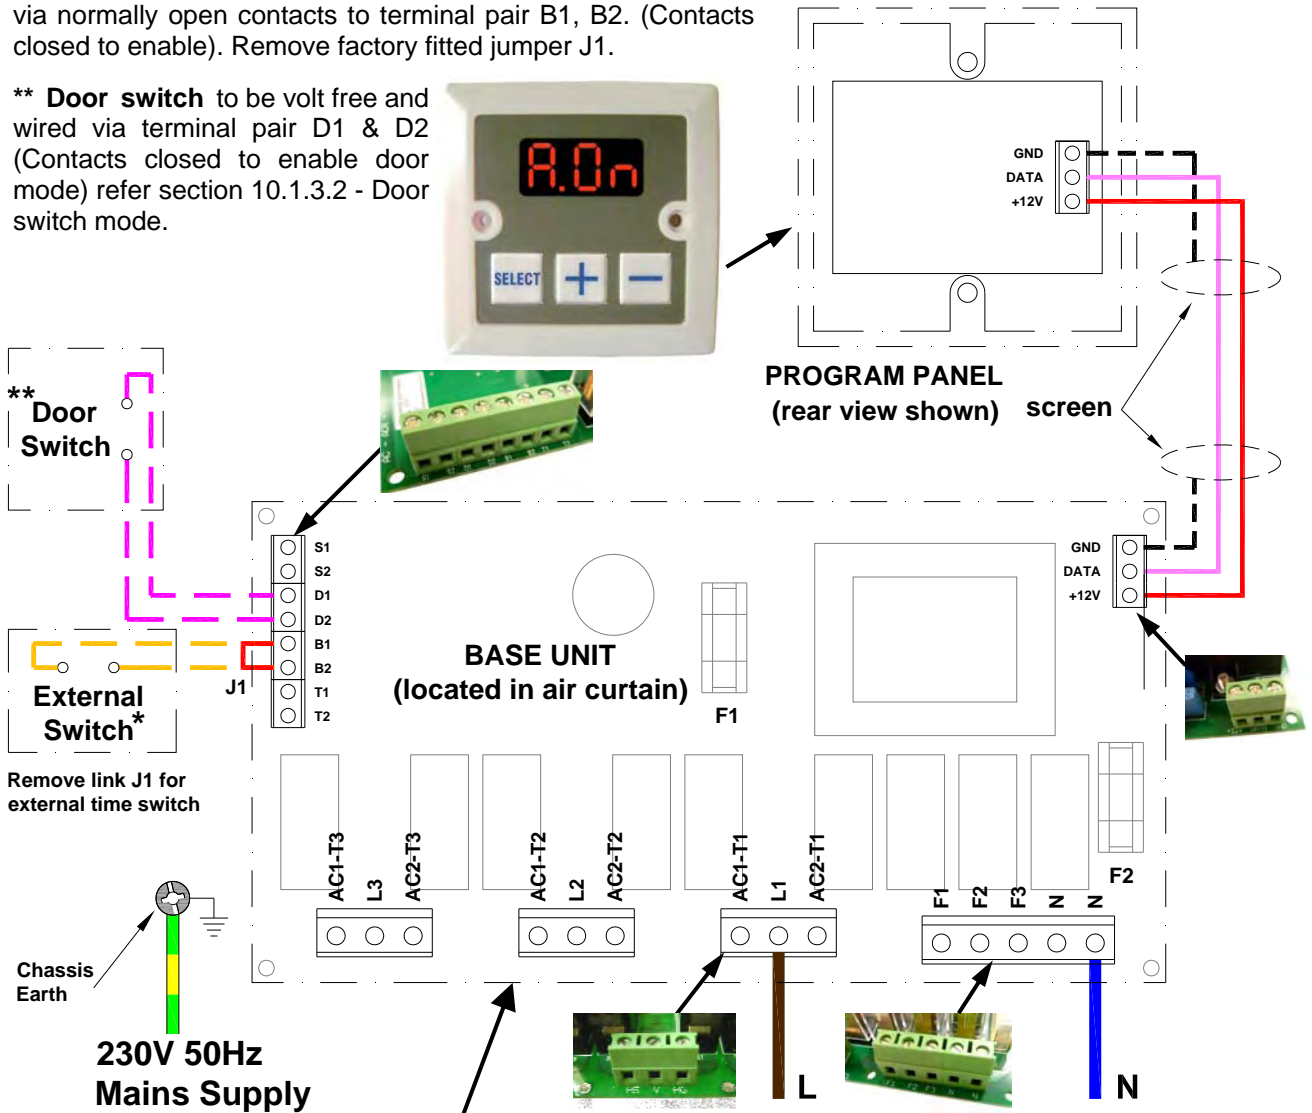 via normally open contacts to terminal pair B1, B2. (Contacts
closed to enable). Remove factory fitted jumper J1.
** Door switch to be volt free and
wired via terminal pair D1 & D2
(Contacts closed to enable door
mode) refer section 10.1.3.2 - Door
switch mode.
A.On
SELECT + −
GND
DATA
+12V
PROGRAM PANEL
(rear view shown)
screen
**
Door
Switch
S1
S2
D1
D2
B1
B2
T1
T2
J1
External
Switch*
Remove link J1 for
external time switch
BASE UNIT
(located in air curtain)
F1
GND
DATA
+12V
F2
AC1-T3
L3
AC2-T3
AC1-T2
L2
AC2-T2
AC1-T1
L1
AC2-T1
F1
F2
F3
N
N
Chassis
Earth
230V 50Hz
Mains Supply
L
N